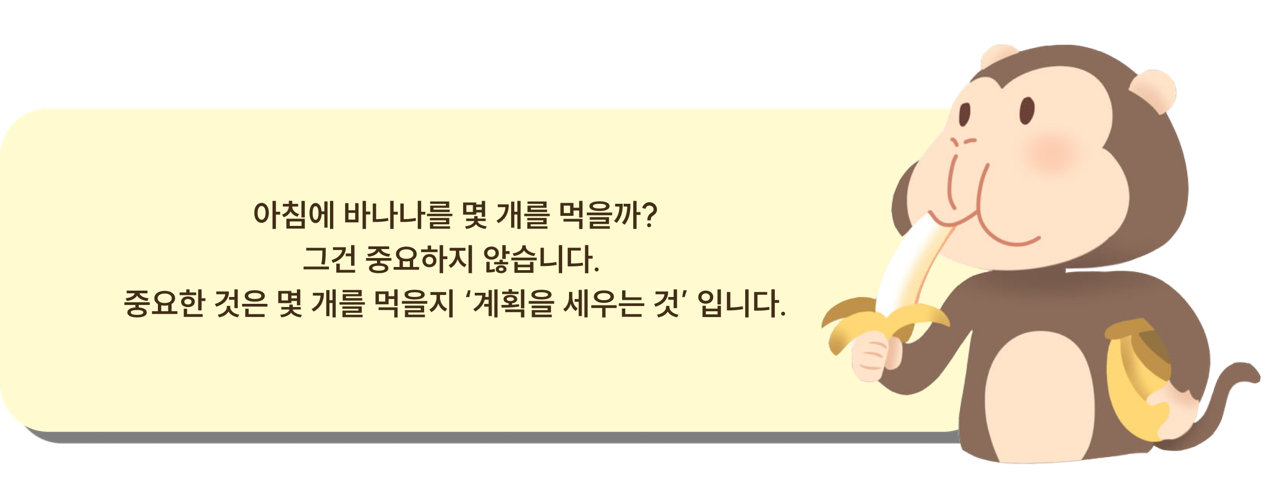 아침에 바나나를 몇 개를 먹을까?
그건 중요하지 않습니다.
중요한 것은 몇 개를 먹을지 ‘계획을 세우는 것’ 입니다.